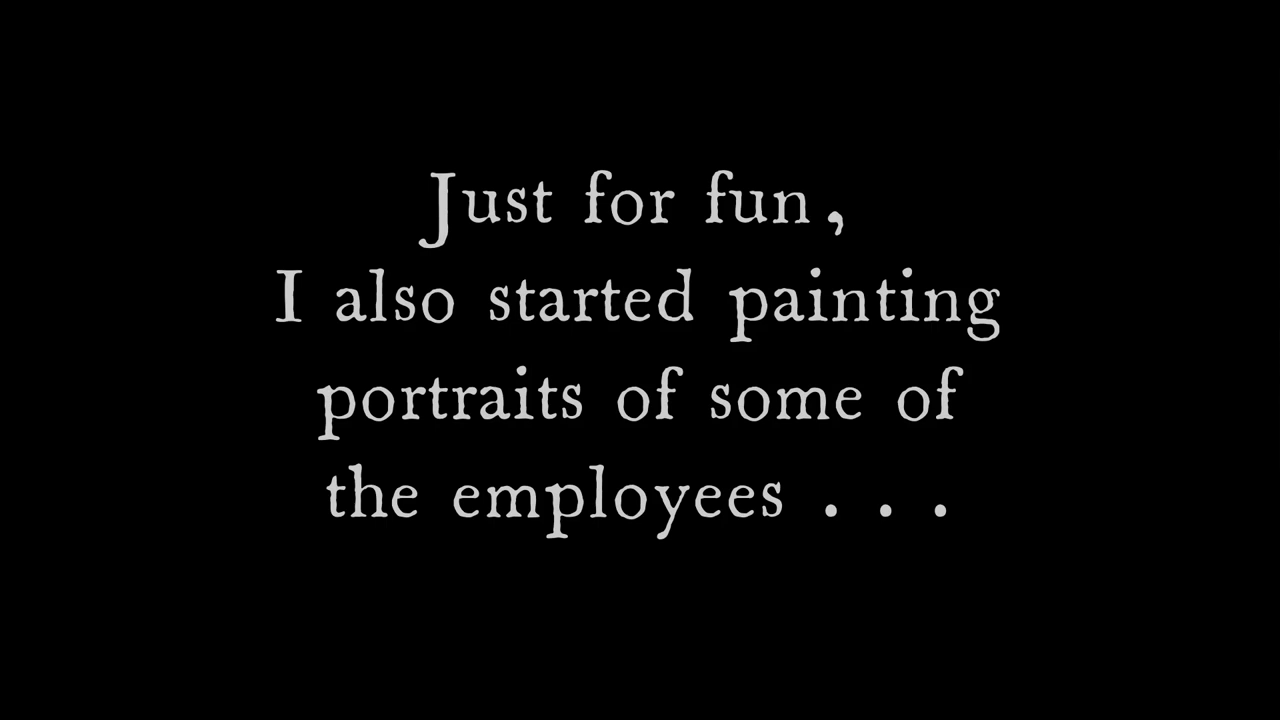 Just for fun,
I also started painting
portraits of some of
the employees . . .